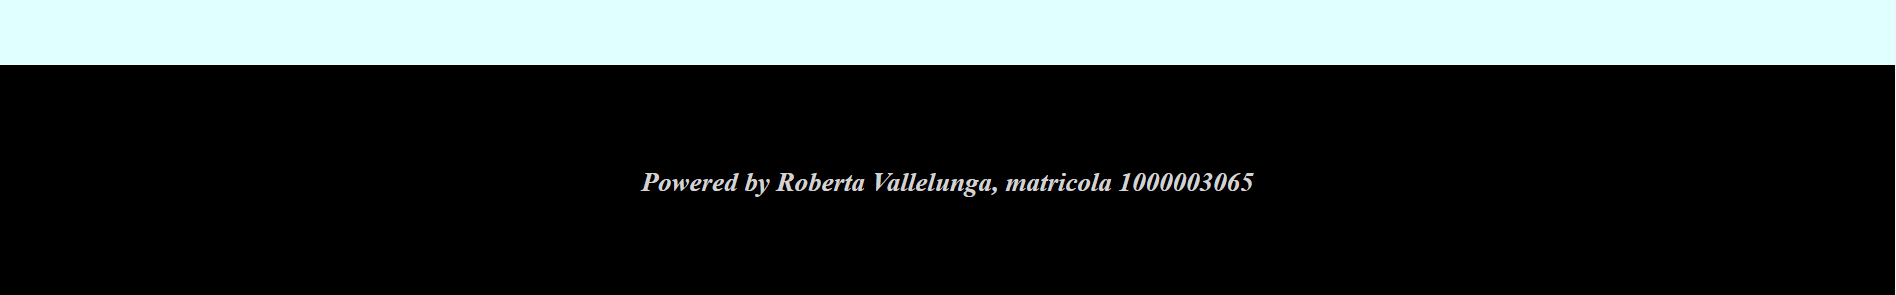 Powered by Roberta Vallelunga, matricola 1000003065